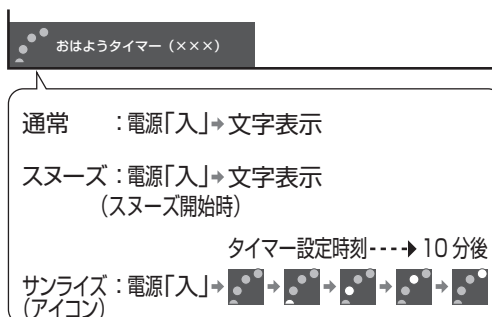 おはようタイマー（×××）
通常　：電源「入」➡文字表示
スヌーズ：電源「入」➡文字表示
（スヌーズ開始時）
タイマー設定時刻----➡10分後
サンライズ：電源「入」➡ ➡ ➡ ➡ ➡
（アイコン）